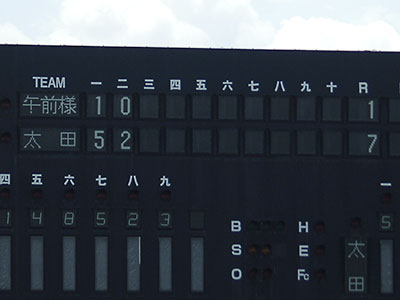 TEAM 一 二 三 四 五 六 七 八 九 十 R
午前様 1 0 1
太田 5 2 7
四 五 六 七 八 九 一
1 4 8 5 2 3 5
B H
S E
O Fc
太田